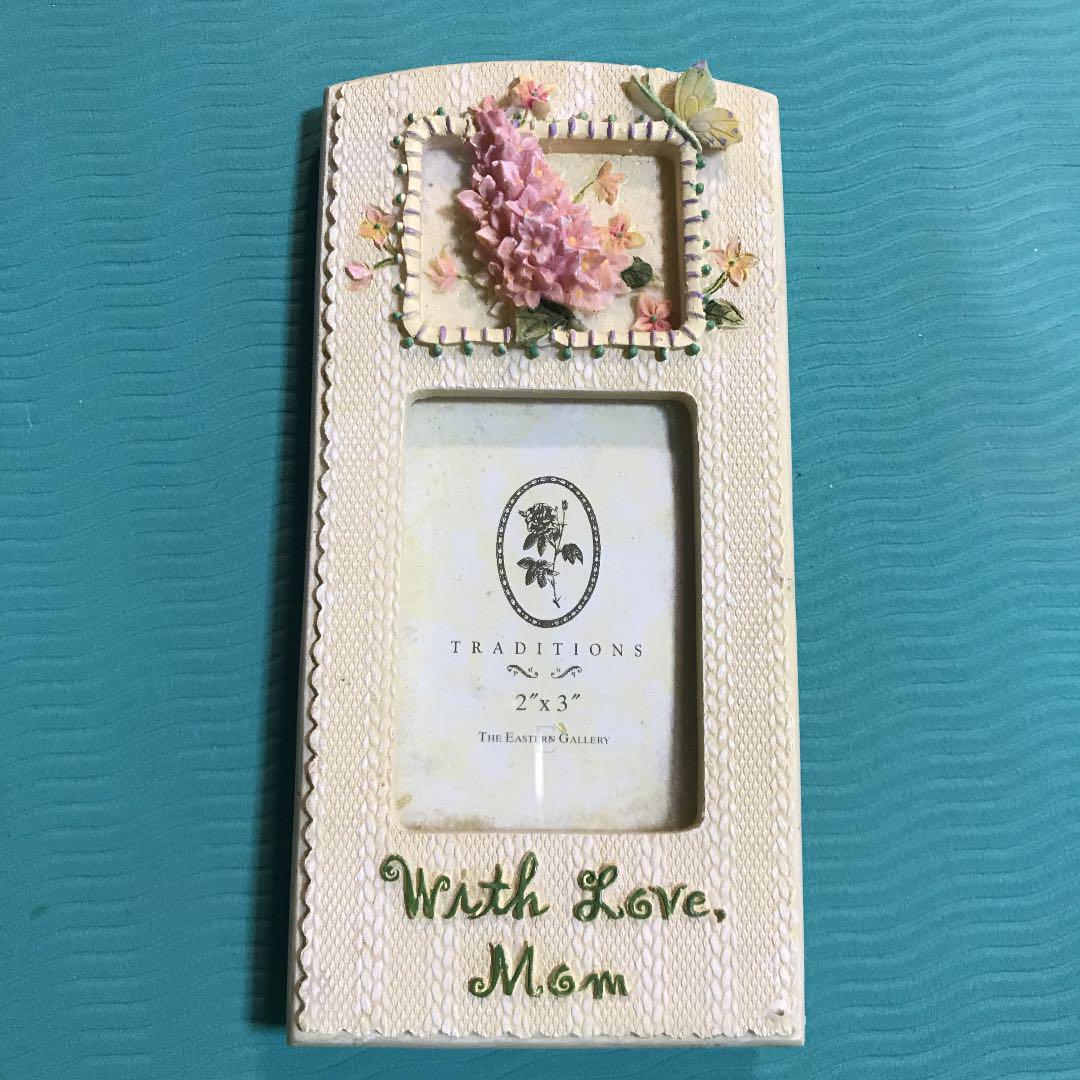 TRADITIONS
2″x 3″
THE EASTERN GALLERY
With Love,
Mom